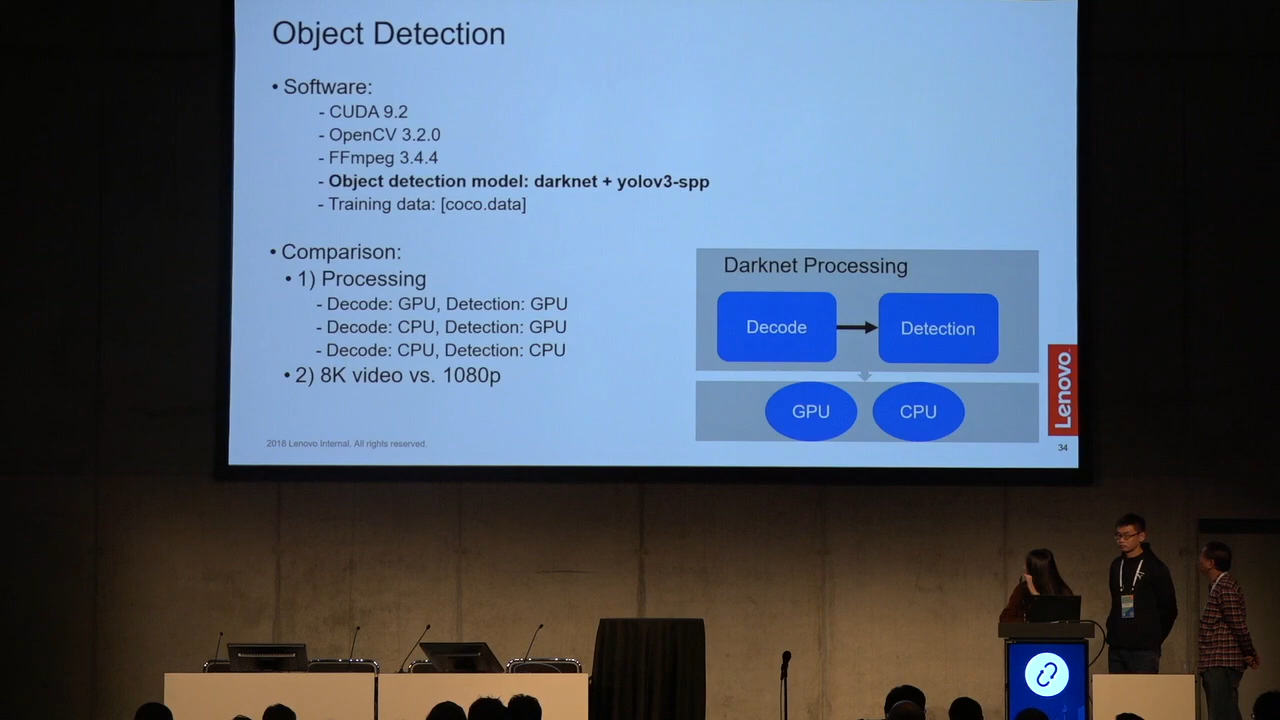 Object Detection
• Software:
- CUDA 9.2
- OpenCV 3.2.0
- FFmpeg 3.4.4
- Object detection model: darknet + yolov3-spp
- Training data: [coco.data]
• Comparison:
• 1) Processing
- Decode: GPU, Detection: GPU
- Decode: CPU, Detection: GPU
- Decode: CPU, Detection: CPU
• 2) 8K video vs. 1080p
Darknet Processing
Decode
Detection
GPU
CPU
Lenovo
2018 Lenovo Internal. All rights reserved.
34